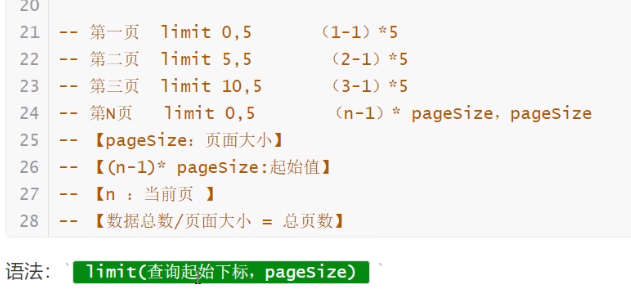 20
21 -- 第一页 limit 0,5 （1-1）*5
22 -- 第二页 limit 5,5 （2-1）*5
23 -- 第三页 limit 10,5 （3-1）*5
24 -- 第N页 limit 0,5 （n-1）* pageSize，pageSize
25 -- 【pageSize：页面大小】
26 -- 【(n-1)* pageSize:起始值】
27 -- 【n ：当前页 】
28 -- 【数据总数/页面大小 = 总页数】
语法：` limit(查询起始下标，pageSize) `